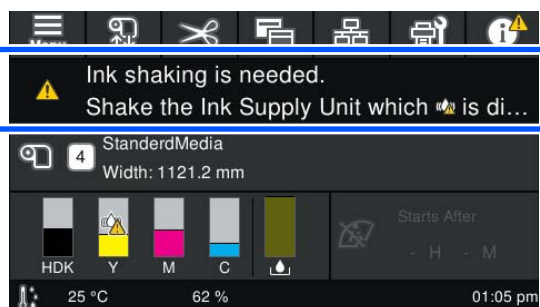 Menu
Ink shaking is needed.
Shake the Ink Supply Unit which is di...
4
StanderdMedia
Width: 1121.2 mm
Starts After
- H - M
HDK Y M C
25 °C 62 % 01:05 pm